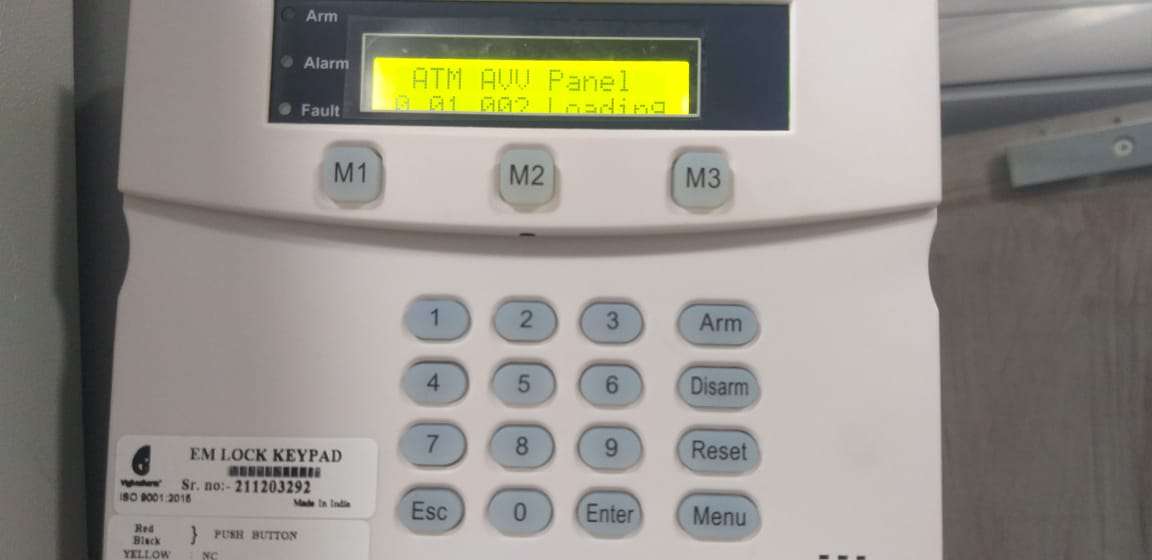 Arm
Alarm
Fault
ATM AVV Panel
0 01 002 Loading
M1 M2 M3
1 2 3 Arm
4 5 6 Disarm
7 8 9 Reset
Esc 0 Enter Menu
EM LOCK KEYPAD
Sr. no:- 211203292
ISO 9001:2015
Made In India
Red
Black } PUSH BUTTON
YELLOW : NC